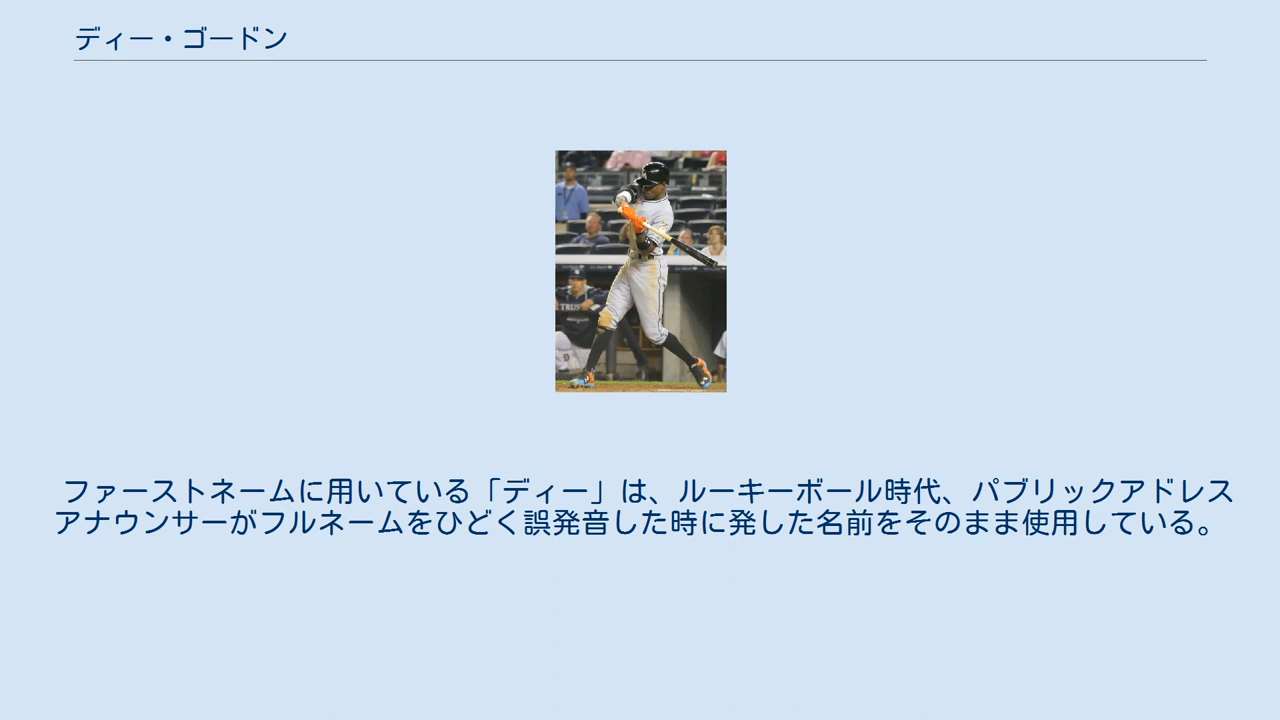 ディー・ゴードン
ファーストネームに用いている「ディー」は、ルーキーボール時代、パブリックアドレス
アナウンサーがフルネームをひどく誤発音した時に発した名前をそのまま使用している。